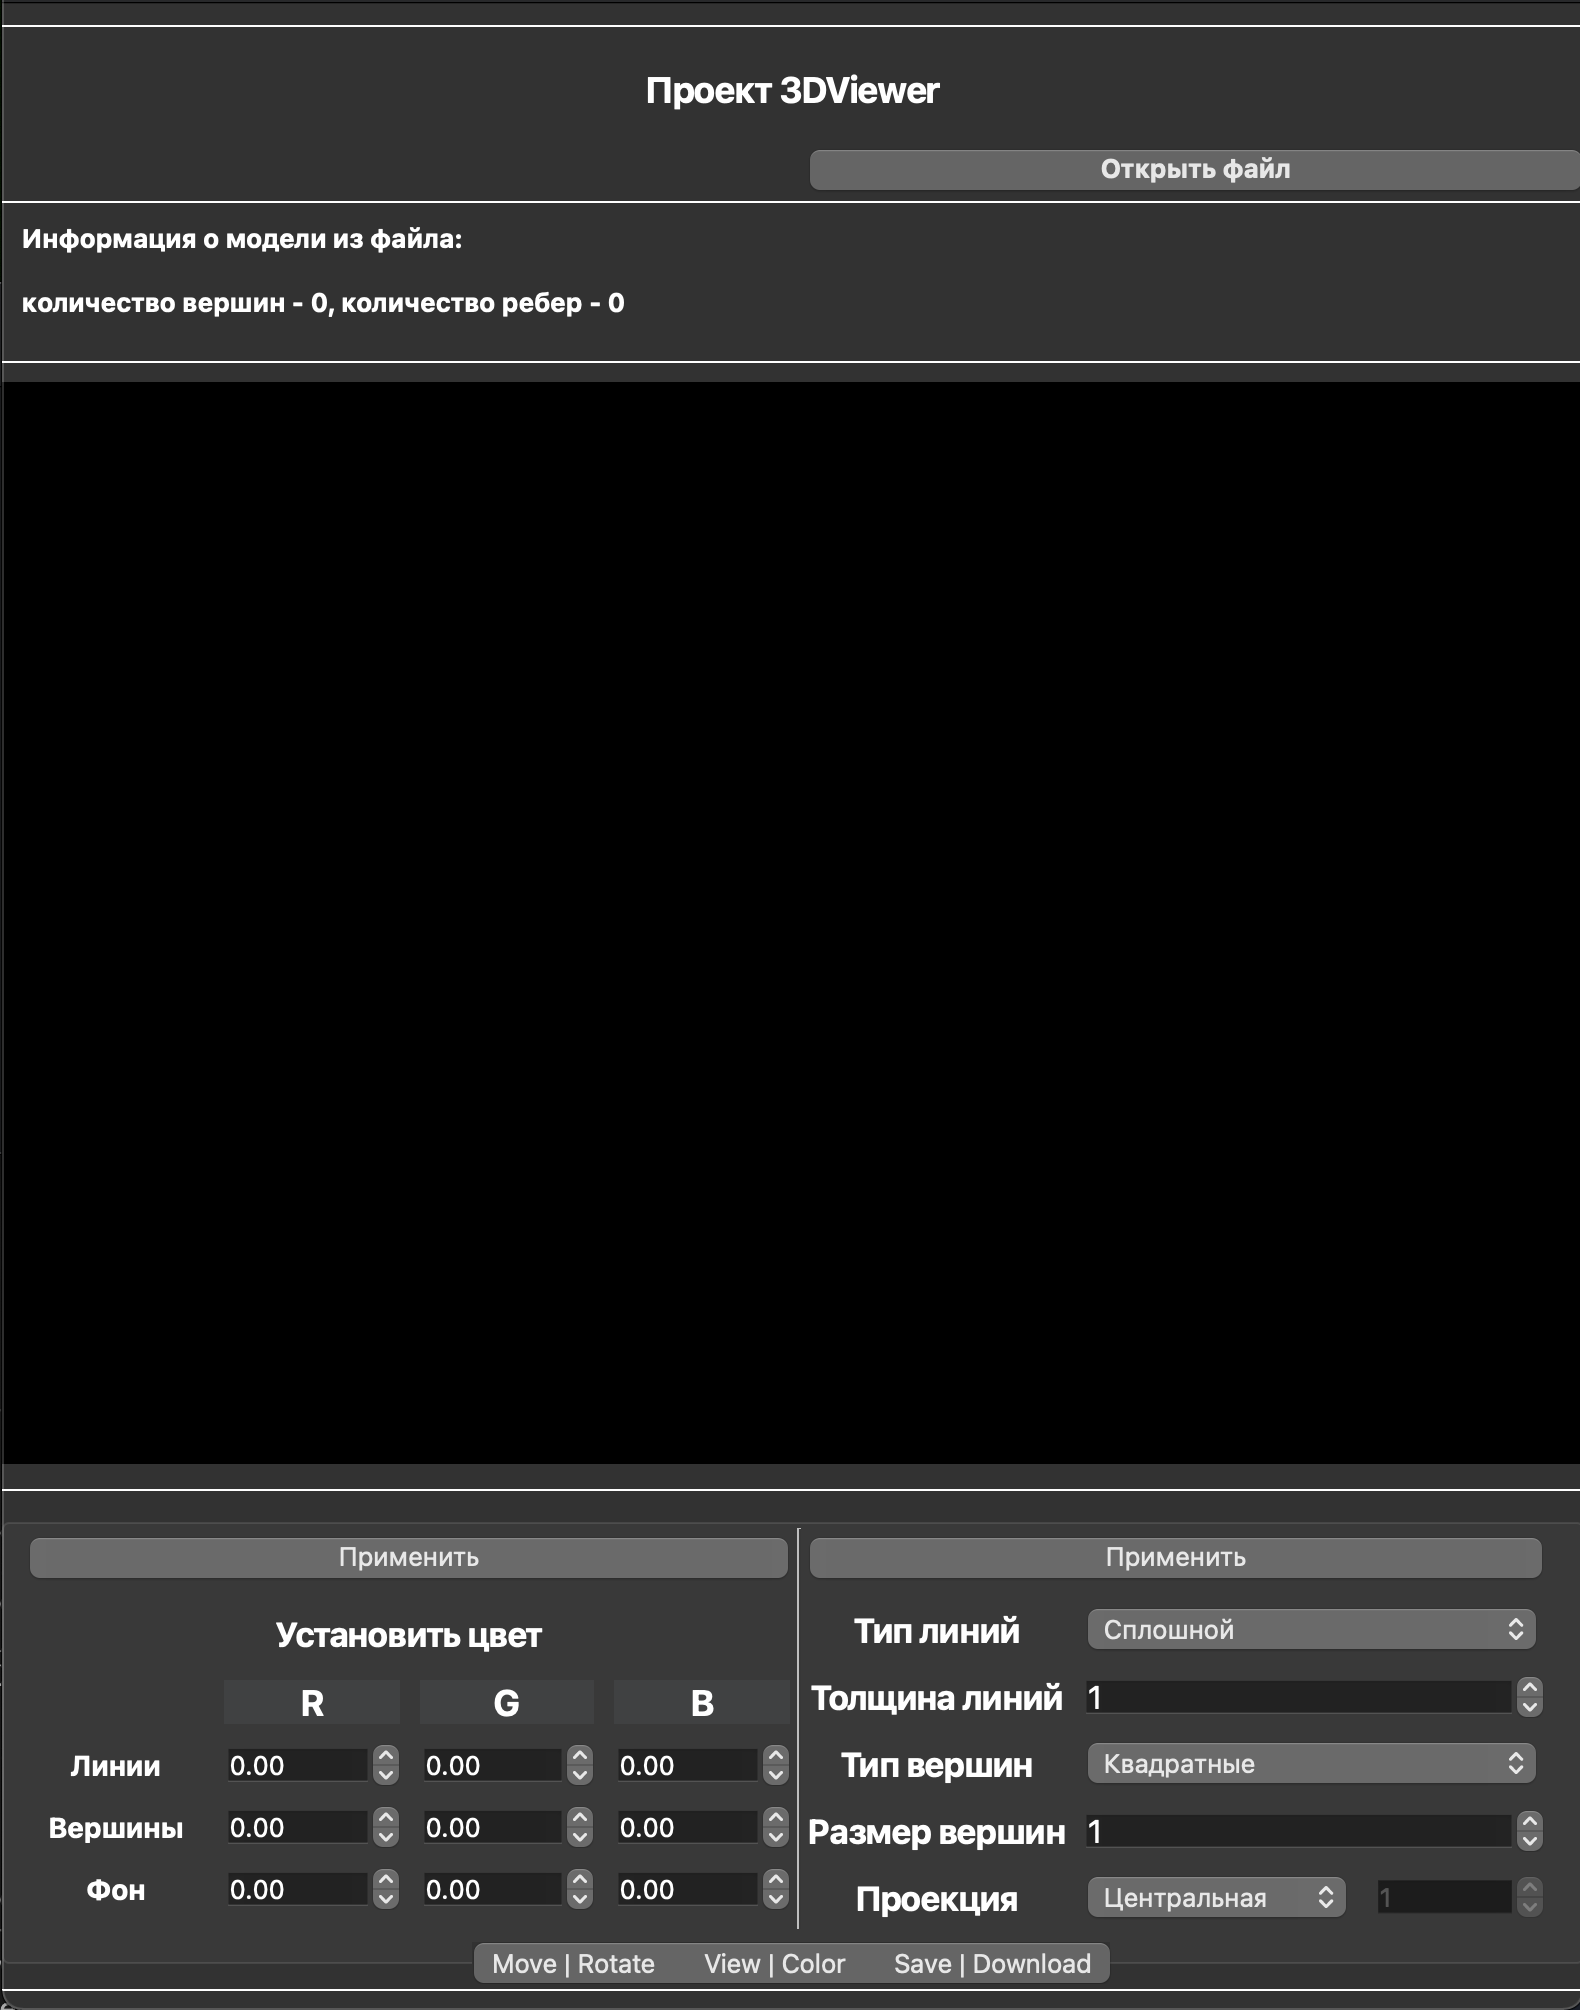 Проект 3DViewer
Открыть файл
Информация о модели из файла:
количество вершин - 0, количество ребер - 0
Применить
Установить цвет
R G B
Линии 0.00 0.00 0.00
Вершины 0.00 0.00 0.00
Фон 0.00 0.00 0.00
Применить
Тип линий Сплошной
Толщина линий 1
Тип вершин Квадратные
Размер вершин 1
Проекция Центральная 1
Move | Rotate View | Color Save | Download